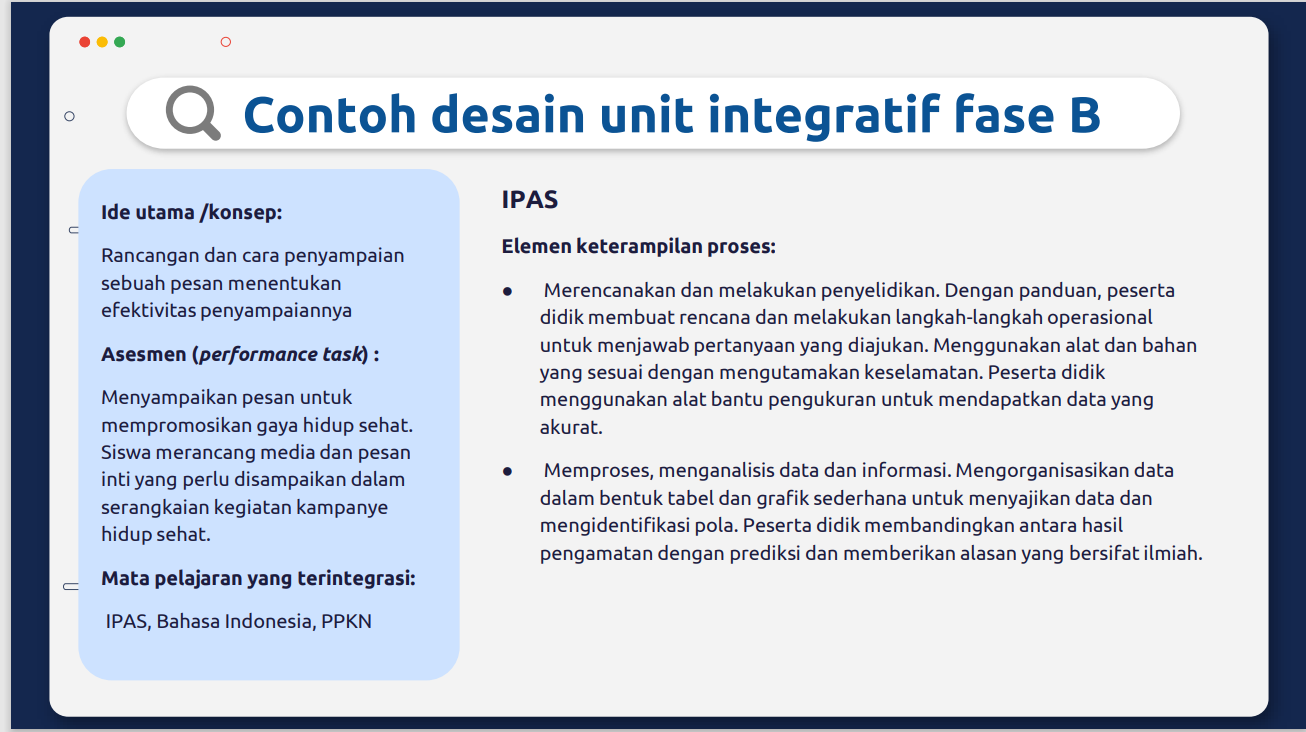 Contoh desain unit integratif fase B
Ide utama /konsep:
Rancangan dan cara penyampaian
sebuah pesan menentukan
efektivitas penyampaiannya
Asesmen (performance task) :
Menyampaikan pesan untuk
mempromosikan gaya hidup sehat.
Siswa merancang media dan pesan
inti yang perlu disampaikan dalam
serangkaian kegiatan kampanye
hidup sehat.
Mata pelajaran yang terintegrasi:
IPAS, Bahasa Indonesia, PPKN
IPAS
Elemen keterampilan proses:
● Merencanakan dan melakukan penyelidikan. Dengan panduan, peserta
didik membuat rencana dan melakukan langkah-langkah operasional
untuk menjawab pertanyaan yang diajukan. Menggunakan alat dan bahan
yang sesuai dengan mengutamakan keselamatan. Peserta didik
menggunakan alat bantu pengukuran untuk mendapatkan data yang
akurat.
● Memproses, menganalisis data dan informasi. Mengorganisasikan data
dalam bentuk tabel dan grafik sederhana untuk menyajikan data dan
mengidentifikasi pola. Peserta didik membandingkan antara hasil
pengamatan dengan prediksi dan memberikan alasan yang bersifat ilmiah.